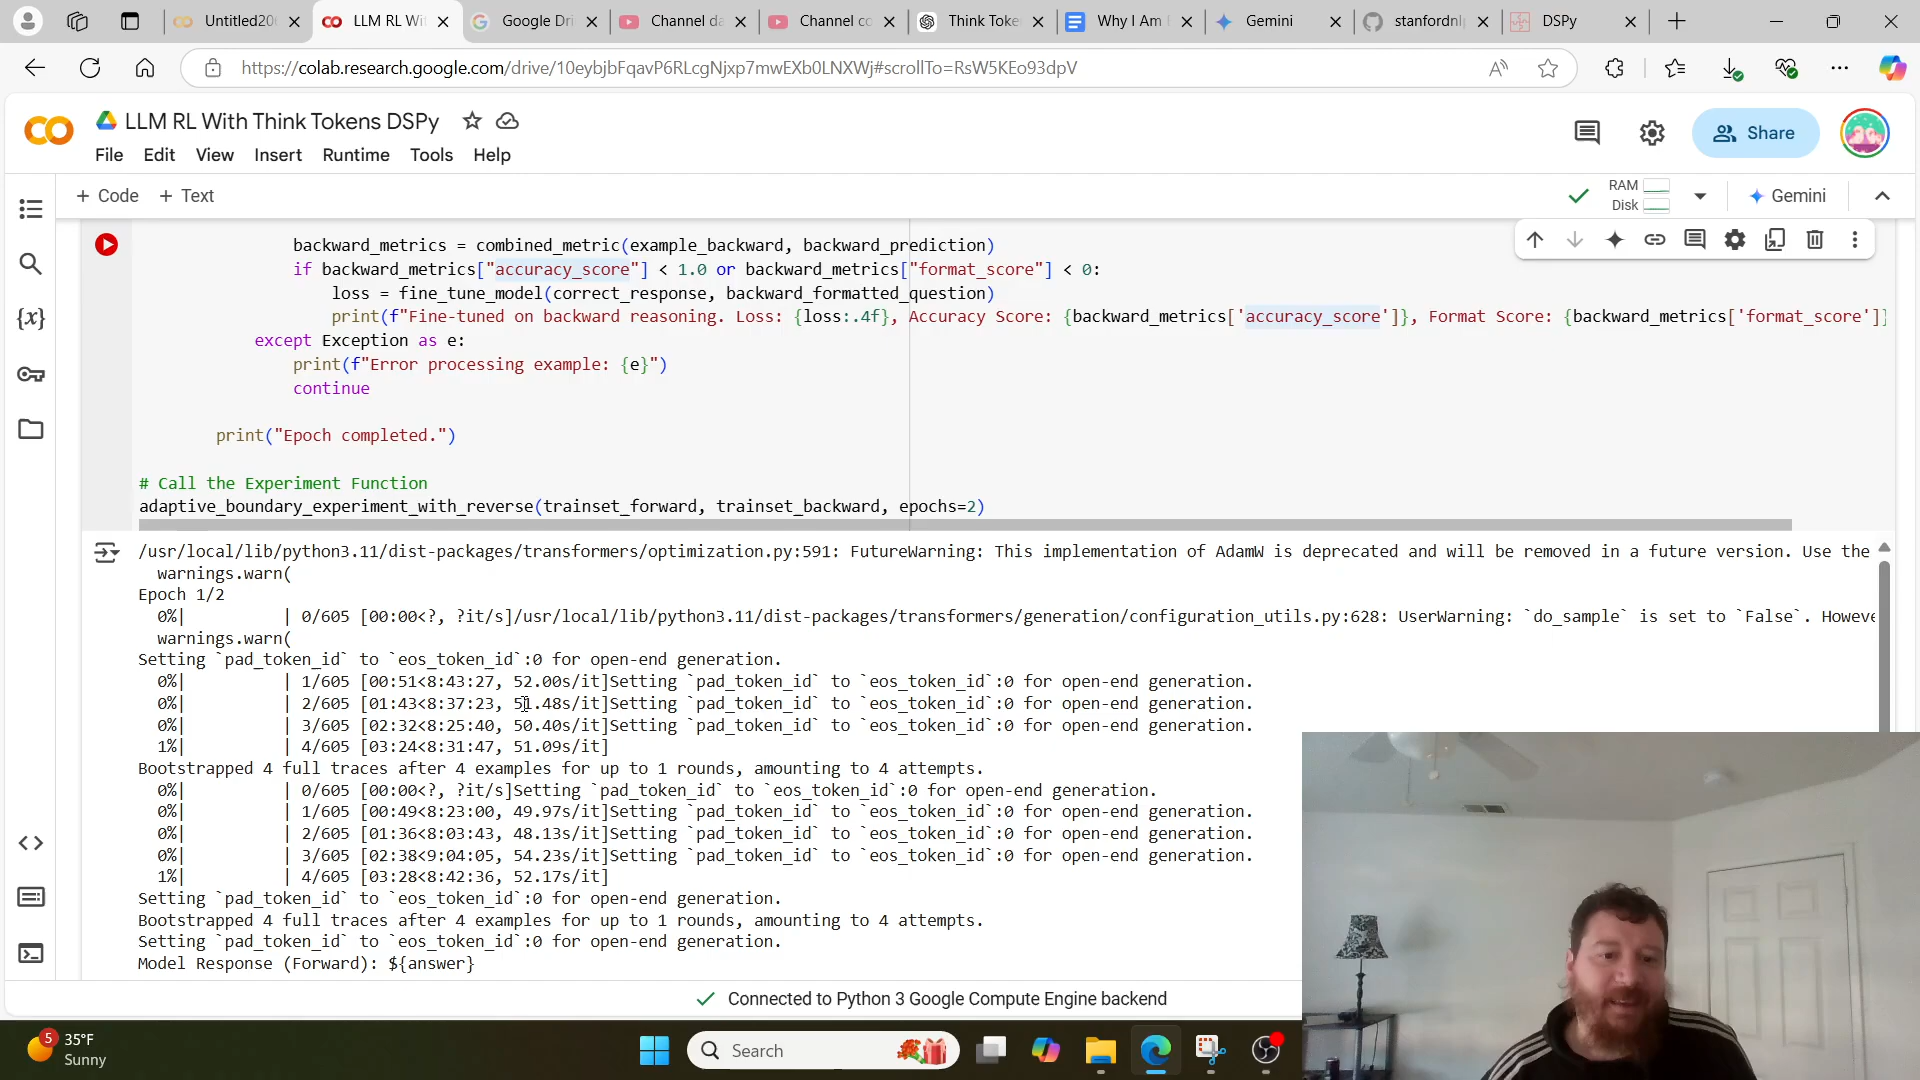 Untitled20
LLM RL Wi
Google Dri
Channel da
Channel co
Think Toke
Why I Am
Gemini
stanfordnl
DSPy
https://colab.research.google.com/drive/10eybjbFqavP6RLcgNjxp7mwEXb0LNXWj#scrollTo=RsW5KEo93dpV
LLM RL With Think Tokens DSPy
File Edit View Insert Runtime Tools Help
Share
+ Code + Text
RAM
Disk
Gemini
backward_metrics = combined_metric(example_backward, backward_prediction)
if backward_metrics["accuracy_score"] < 1.0 or backward_metrics["format_score"] < 0:
loss = fine_tune_model(correct_response, backward_formatted_question)
print(f"Fine-tuned on backward reasoning. Loss: {loss:.4f}, Accuracy Score: {backward_metrics['accuracy_score']}, Format Score: {backward_metrics['format_score']}
except Exception as e:
print(f"Error processing example: {e}")
continue
print("Epoch completed.")
# Call the Experiment Function
adaptive_boundary_experiment_with_reverse(trainset_forward, trainset_backward, epochs=2)
/usr/local/lib/python3.11/dist-packages/transformers/optimization.py:591: FutureWarning: This implementation of AdamW is deprecated and will be removed in a future version. Use the
warnings.warn(
Epoch 1/2
0%| | 0/605 [00:00<?, ?it/s]/usr/local/lib/python3.11/dist-packages/transformers/generation/configuration_utils.py:628: UserWarning: `do_sample` is set to `False`. Howeve
warnings.warn(
Setting `pad_token_id` to `eos_token_id`:0 for open-end generation.
0%| | 1/605 [00:51<8:43:27, 52.00s/it]Setting `pad_token_id` to `eos_token_id`:0 for open-end generation.
0%| | 2/605 [01:43<8:37:23, 51.48s/it]Setting `pad_token_id` to `eos_token_id`:0 for open-end generation.
0%| | 3/605 [02:32<8:25:40, 50.40s/it]Setting `pad_token_id` to `eos_token_id`:0 for open-end generation.
1%| | 4/605 [03:24<8:31:47, 51.09s/it]
Bootstrapped 4 full traces after 4 examples for up to 1 rounds, amounting to 4 attempts.
0%| | 0/605 [00:00<?, ?it/s]Setting `pad_token_id` to `eos_token_id`:0 for open-end generation.
0%| | 1/605 [00:49<8:23:00, 49.97s/it]Setting `pad_token_id` to `eos_token_id`:0 for open-end generation.
0%| | 2/605 [01:36<8:03:43, 48.13s/it]Setting `pad_token_id` to `eos_token_id`:0 for open-end generation.
0%| | 3/605 [02:38<9:04:05, 54.23s/it]Setting `pad_token_id` to `eos_token_id`:0 for open-end generation.
1%| | 4/605 [03:28<8:42:36, 52.17s/it]
Setting `pad_token_id` to `eos_token_id`:0 for open-end generation.
Bootstrapped 4 full traces after 4 examples for up to 1 rounds, amounting to 4 attempts.
Setting `pad_token_id` to `eos_token_id`:0 for open-end generation.
Model Response (Forward): ${answer}
Connected to Python 3 Google Compute Engine backend
5
35°F
Sunny
Search